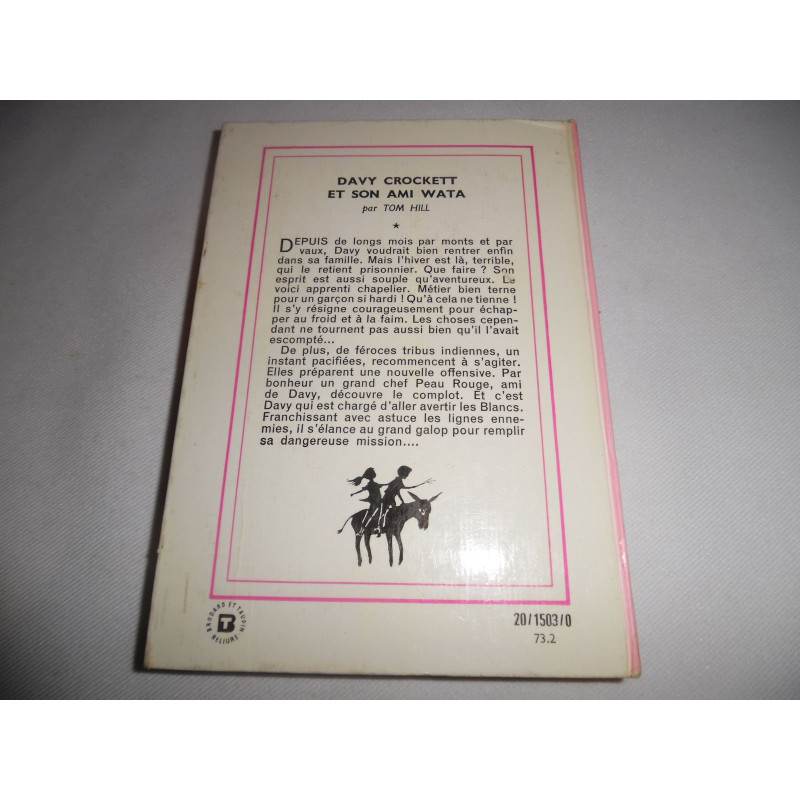 DAVY CROCKETT
ET SON AMI WATA
par TOM HILL
★
DEPUIS de longs mois par monts et par
vaux, Davy voudrait bien rentrer enfin
dans sa famille. Mais l'hiver est là, terrible,
qui le retient prisonnier. Que faire ? Son
esprit est aussi souple qu'aventureux. Le
voici apprenti chapelier. Métier bien terne
pour un garçon si hardi ! Qu'à cela ne tienne !
Il s'y résigne courageusement pour échap-
per au froid et à la faim. Les choses cepen-
dant ne tournent pas aussi bien qu'il l'avait
escompté...
De plus, de féroces tribus indiennes, un
instant pacifiées, recommencent à s'agiter.
Elles préparent une nouvelle offensive. Par
bonheur un grand chef Peau Rouge, ami
de Davy, découvre le complot. Et c'est
Davy qui est chargé d'aller avertir les Blancs.
Franchissant avec astuce les lignes enne-
mies, il s'élance au grand galop pour remplir
sa dangereuse mission....
BRODARD ET TAUPIN
RELIURE
BT
20/1503/0
73.2